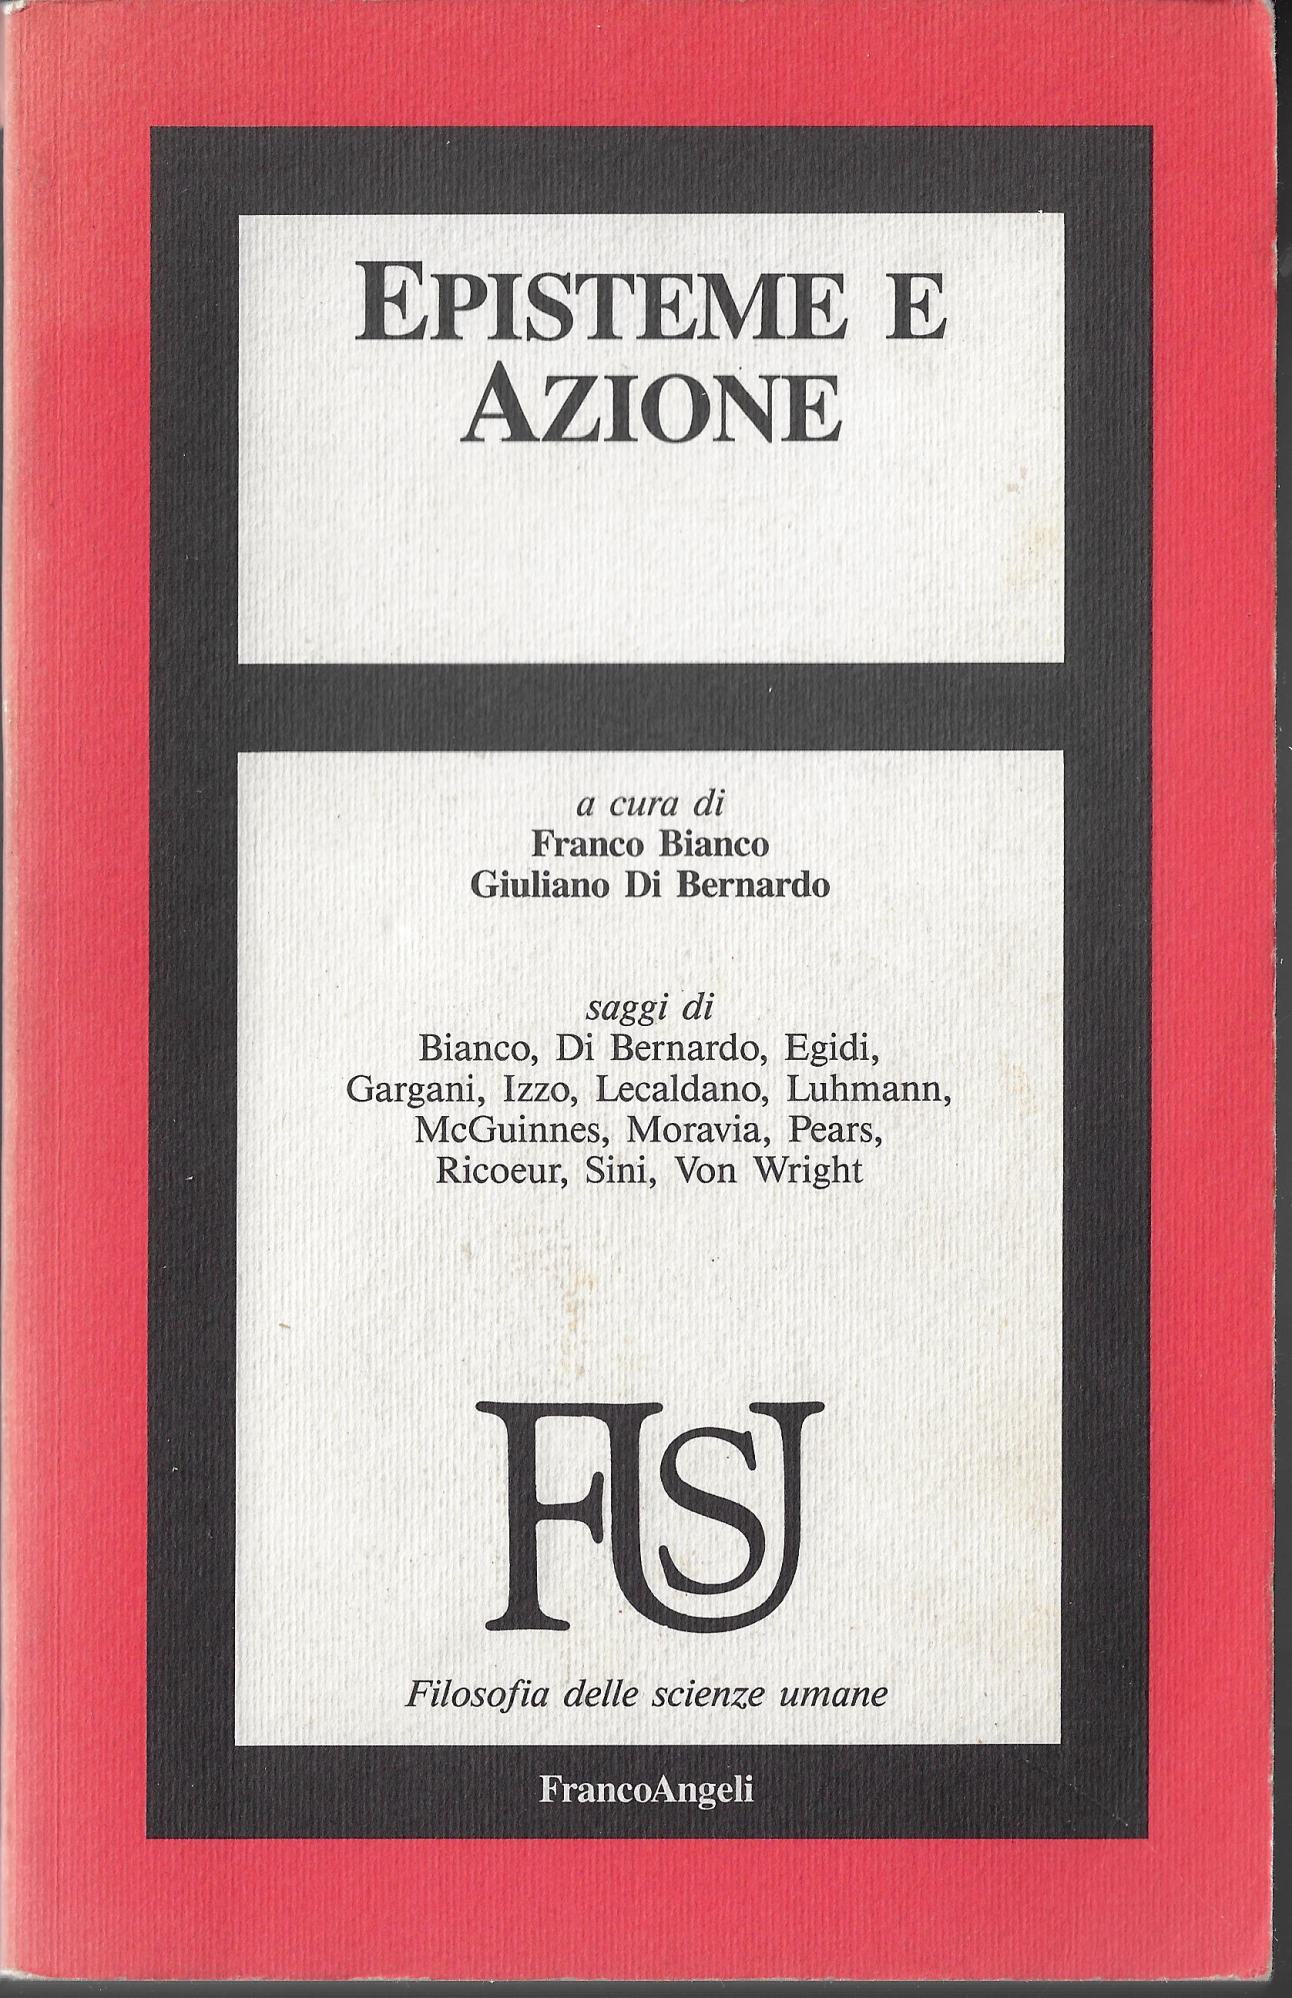 EPISTEME E
AZIONE
a cura di
Franco Bianco
Giuliano Di Bernardo
saggi di
Bianco, Di Bernardo, Egidi,
Gargani, Izzo, Lecaldano, Luhmann,
McGuinnes, Moravia, Pears,
Ricoeur, Sini, Von Wright
FSU
Filosofia delle scienze umane
FrancoAngeli